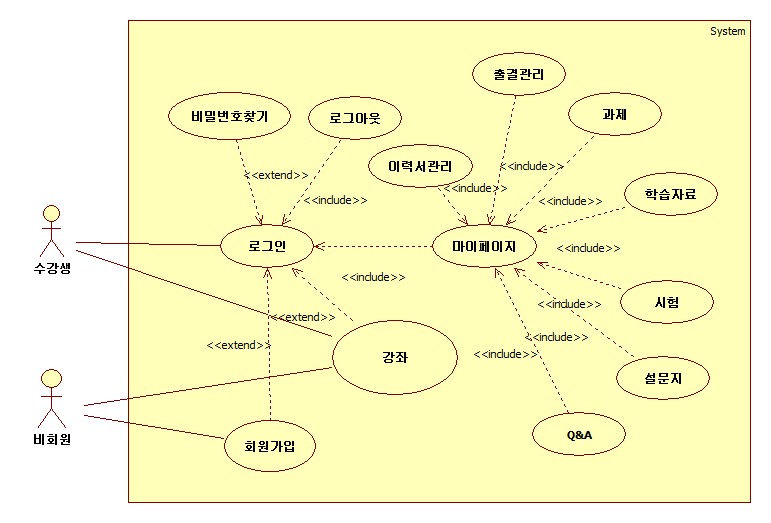 System
출결관리
비밀번호찾기
로그아웃
과제
이력서관리
<<include>>
<<extend>>
<<include>>
<<include>>
학습자료
<<include>>
로그인
마이페이지
<<include>>
수강생
<<include>>
시험
<<include>>
<<extend>>
<<include>>
<<extend>>
<<include>>
강좌
설문지
비회원
Q&A
회원가입